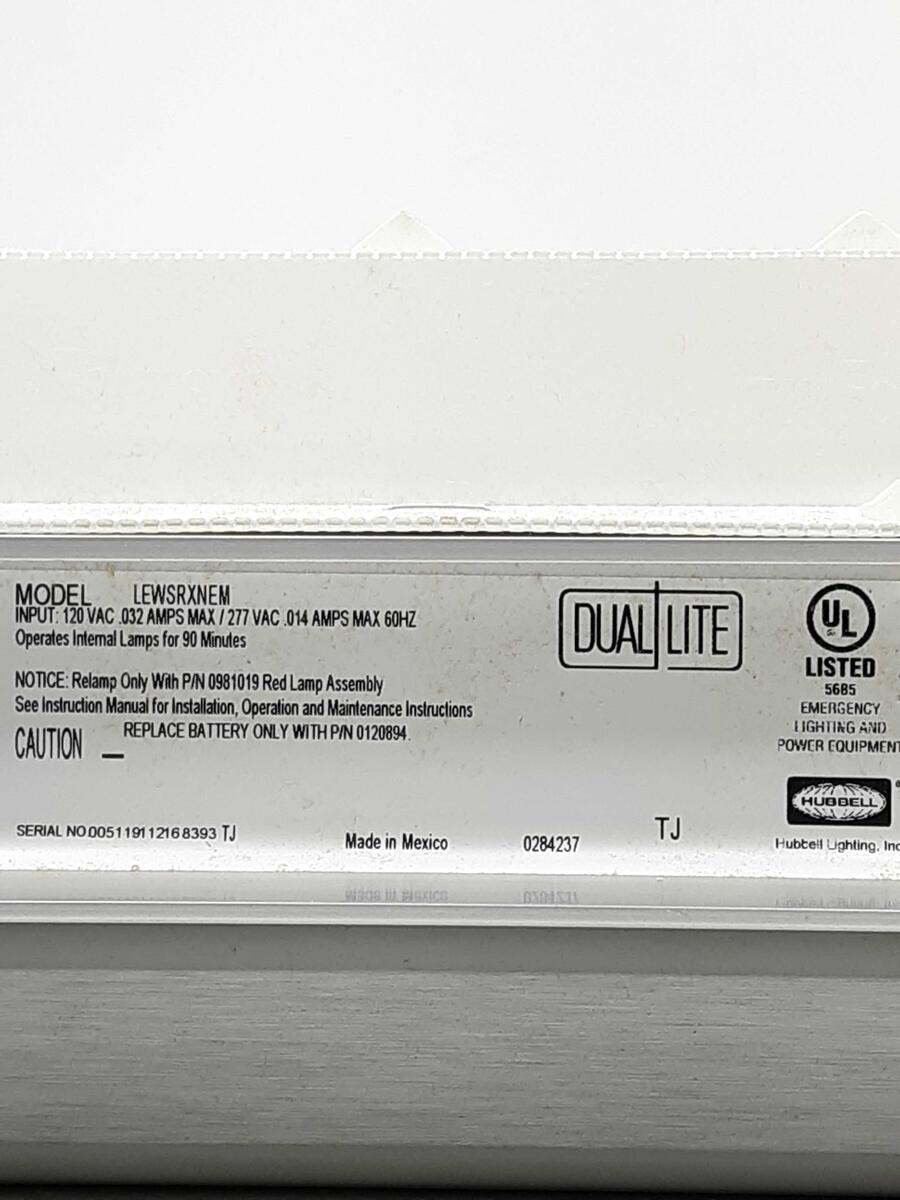 MODEL LEWSRXNEM
INPUT: 120 VAC .032 AMPS MAX / 277 VAC .014 AMPS MAX 60HZ
Operates Internal Lamps for 90 Minutes
NOTICE: Relamp Only With P/N 0981019 Red Lamp Assembly
See Instruction Manual for Installation, Operation and Maintenance Instructions
CAUTION _ REPLACE BATTERY ONLY WITH P/N 0120894.
SERIAL NO.00511911216 8393 TJ
Made in Mexico
0284237
TJ
DUAL LITE
UL
LISTED
5685
EMERGENCY
LIGHTING AND
POWER EQUIPMENT
HUBBELL
Hubbell Lighting, Inc